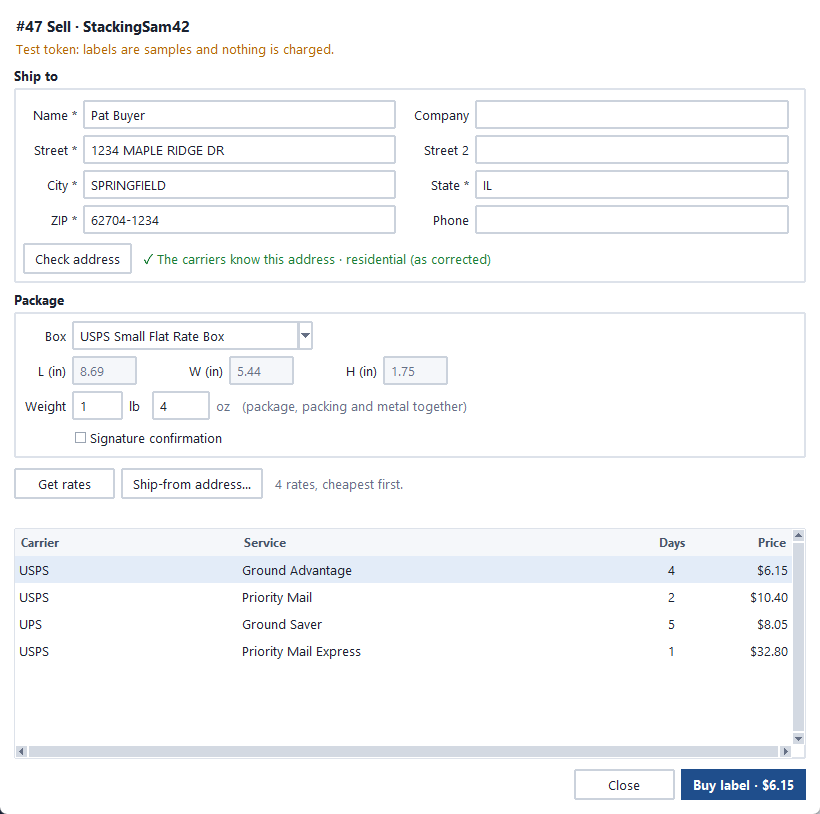 #47 Sell · StackingSam42
Test token: labels are samples and nothing is charged.
Ship to
Name * Pat Buyer Company
Street * 1234 MAPLE RIDGE DR Street 2
City * SPRINGFIELD State * IL
ZIP * 62704-1234 Phone
Check address ✓ The carriers know this address · residential (as corrected)
Package
Box USPS Small Flat Rate Box
L (in) 8.69 W (in) 5.44 H (in) 1.75
Weight 1 lb 4 oz (package, packing and metal together)
Signature confirmation
Get rates Ship-from address... 4 rates, cheapest first.
Carrier Service Days Price
USPS Ground Advantage 4 $6.15
USPS Priority Mail 2 $10.40
UPS Ground Saver 5 $8.05
USPS Priority Mail Express 1 $32.80
Close Buy label · $6.15